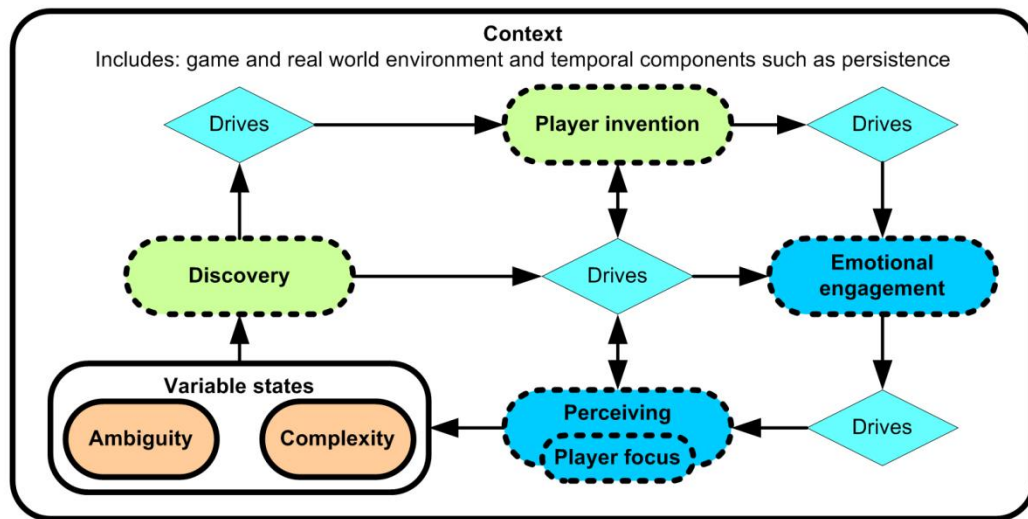 Context
Includes: game and real world environment and temporal components such as persistence
Drives
Player invention
Drives
Discovery
Drives
Emotional
engagement
Variable states
Ambiguity
Complexity
Perceiving
Player focus
Drives